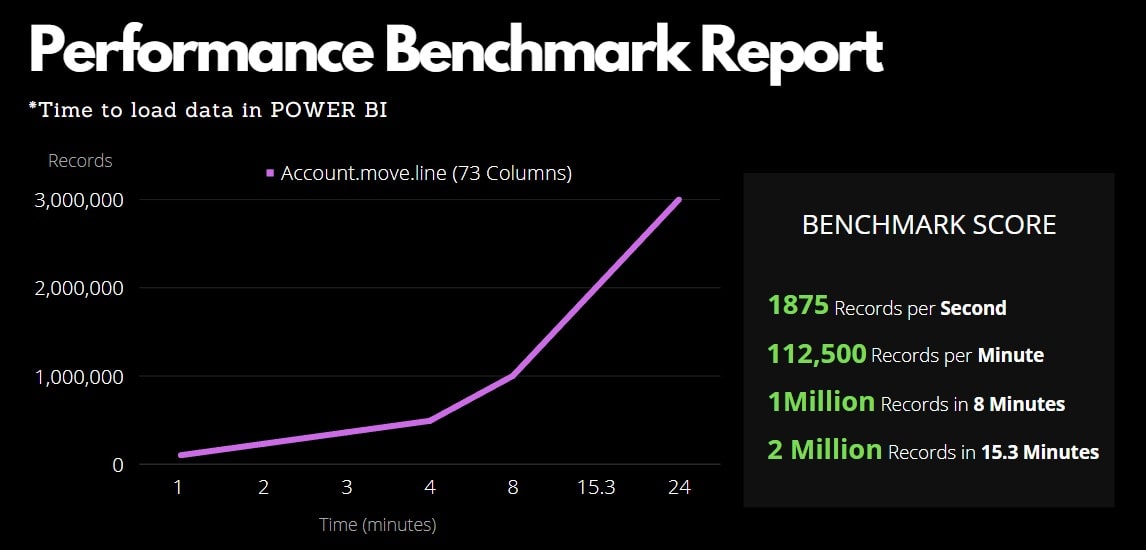 Performance Benchmark Report
*Time to load data in POWER BI
Records
Account.move.line (73 Columns)
3,000,000
2,000,000
1,000,000
0
1 2 3 4 8 15.3 24
Time (minutes)
BENCHMARK SCORE
1875 Records per Second
112,500 Records per Minute
1Million Records in 8 Minutes
2 Million Records in 15.3 Minutes